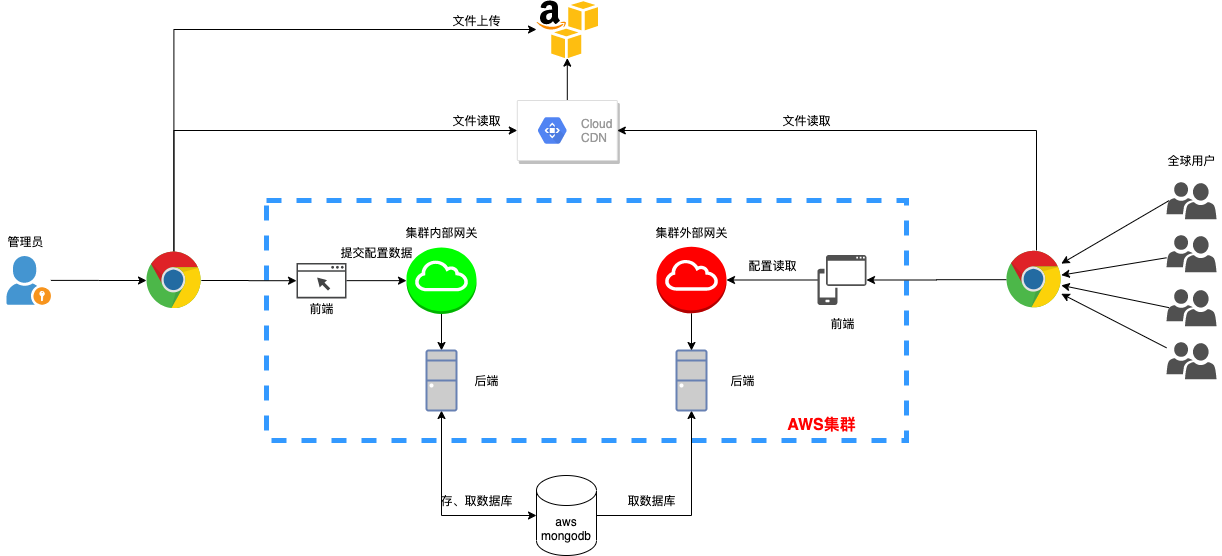 文件上传
a
文件读取
Cloud
CDN
文件读取
全球用户
管理员
集群内部网关
集群外部网关
提交配置数据
配置读取
前端
前端
后端
后端
AWS集群
存、取数据库
取数据库
aws
mongodb